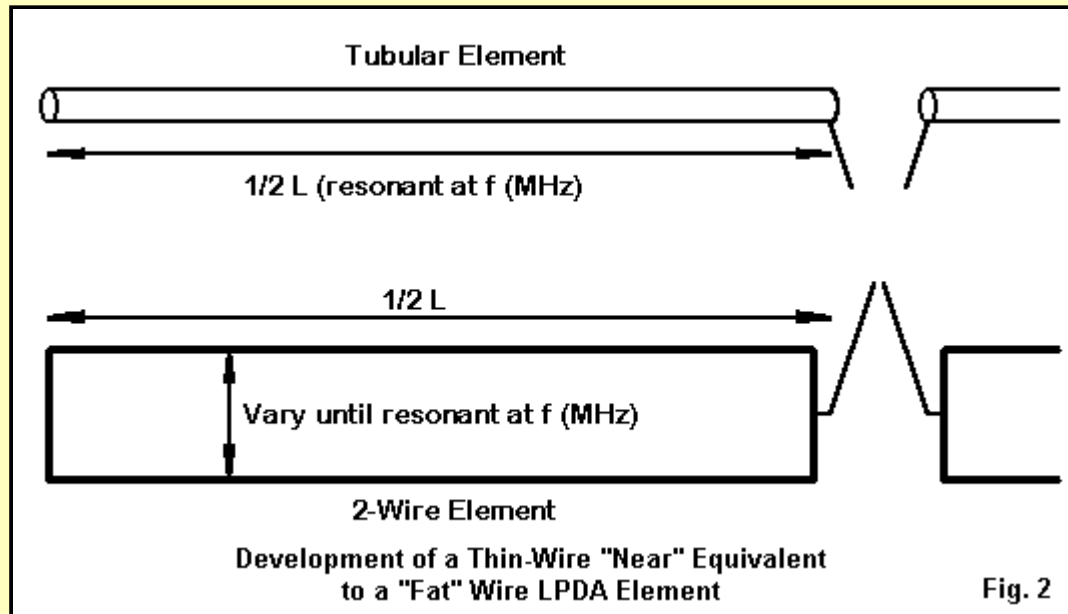 Tubular Element
1/2 L (resonant at f (MHz)
1/2 L
Vary until resonant at f (MHz)
2-Wire Element
Development of a Thin-Wire "Near" Equivalent
to a "Fat" Wire LPDA Element
Fig. 2